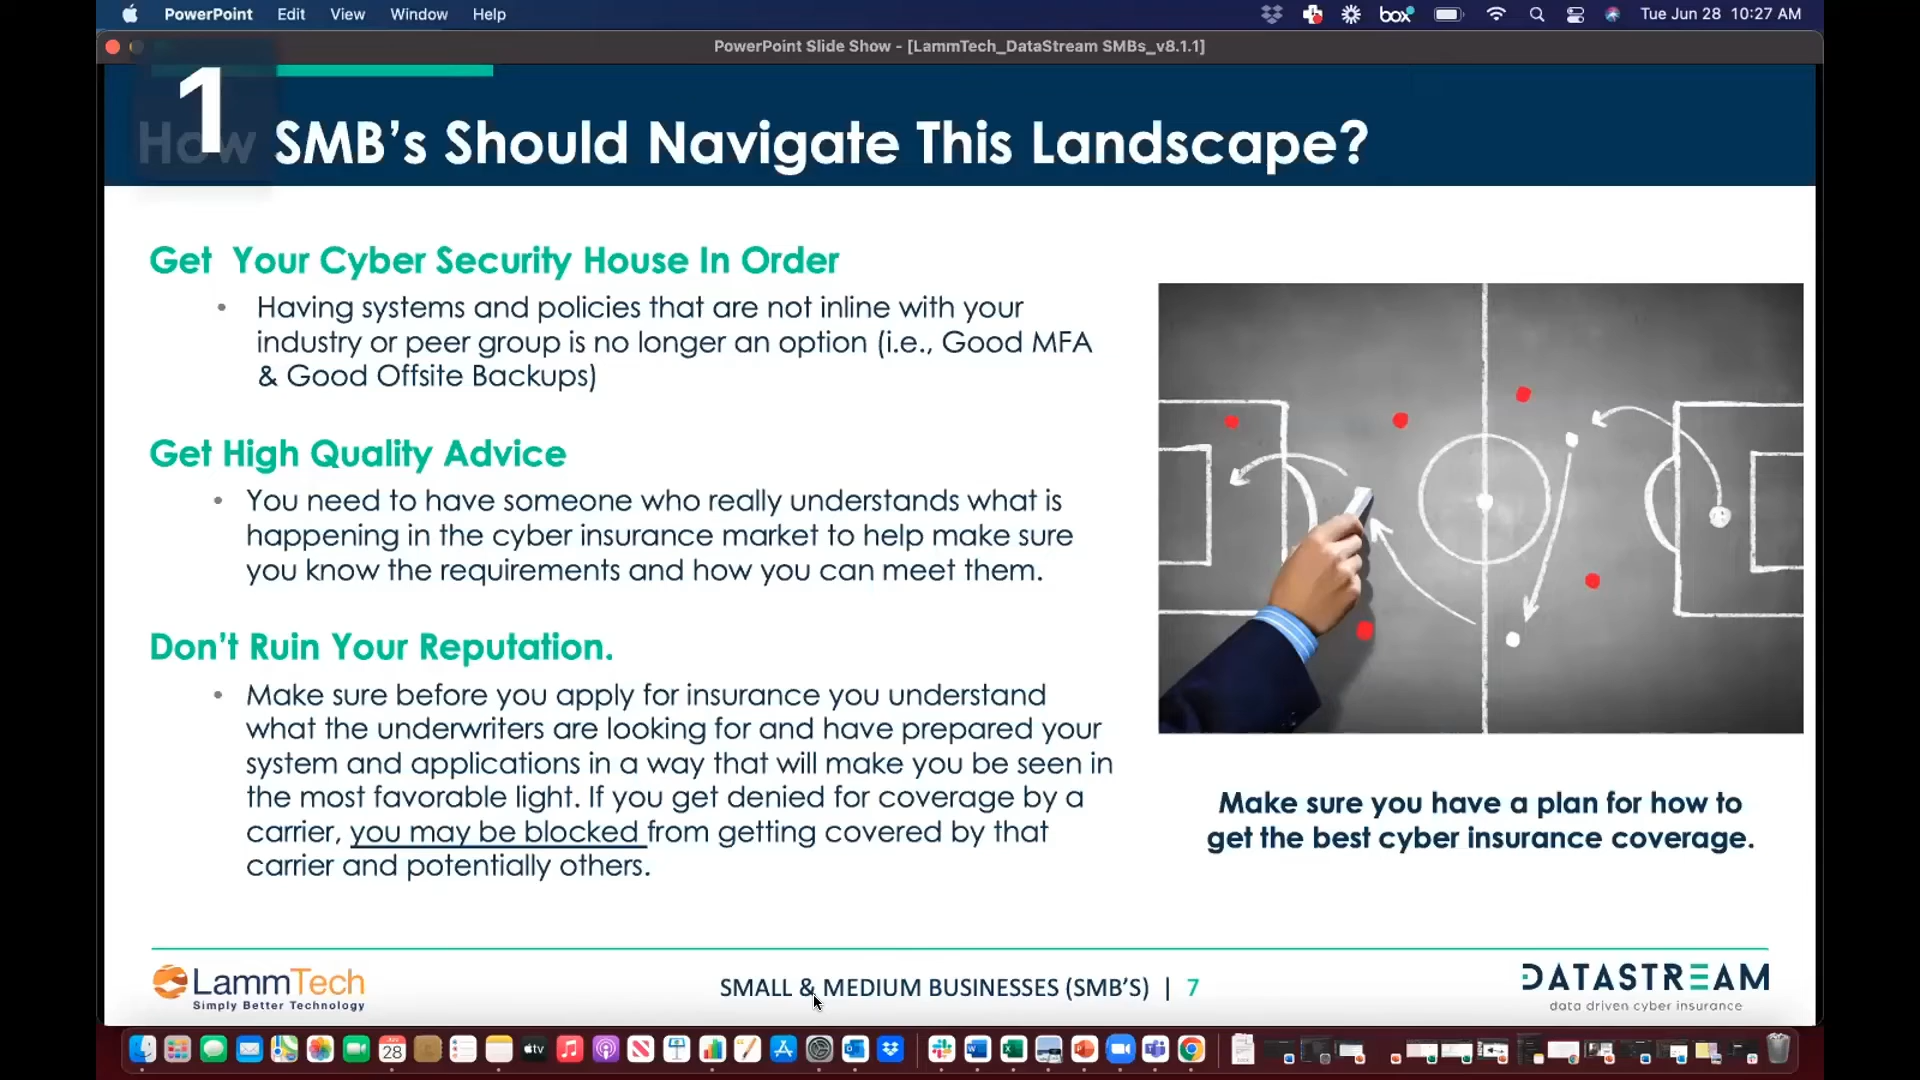 PowerPoint Edit View Window Help box Tue Jun 28 10:27 AM
PowerPoint Slide Show - [LammTech_DataStream SMBs_v8.1.1]
1
How SMB’s Should Navigate This Landscape?
Get  Your Cyber Security House In Order
• Having systems and policies that are not inline with your
industry or peer group is no longer an option (i.e., Good MFA
& Good Offsite Backups)
Get High Quality Advice
• You need to have someone who really understands what is
happening in the cyber insurance market to help make sure
you know the requirements and how you can meet them.
Don’t Ruin Your Reputation.
• Make sure before you apply for insurance you understand
what the underwriters are looking for and have prepared your
system and applications in a way that will make you be seen in
the most favorable light. If you get denied for coverage by a
carrier, you may be blocked from getting covered by that
carrier and potentially others.
Make sure you have a plan for how to
get the best cyber insurance coverage.
LammTech
Simply Better Technology
SMALL & MEDIUM BUSINESSES (SMB’S) | 7
DATASTREAM
data driven cyber insurance
28
tv